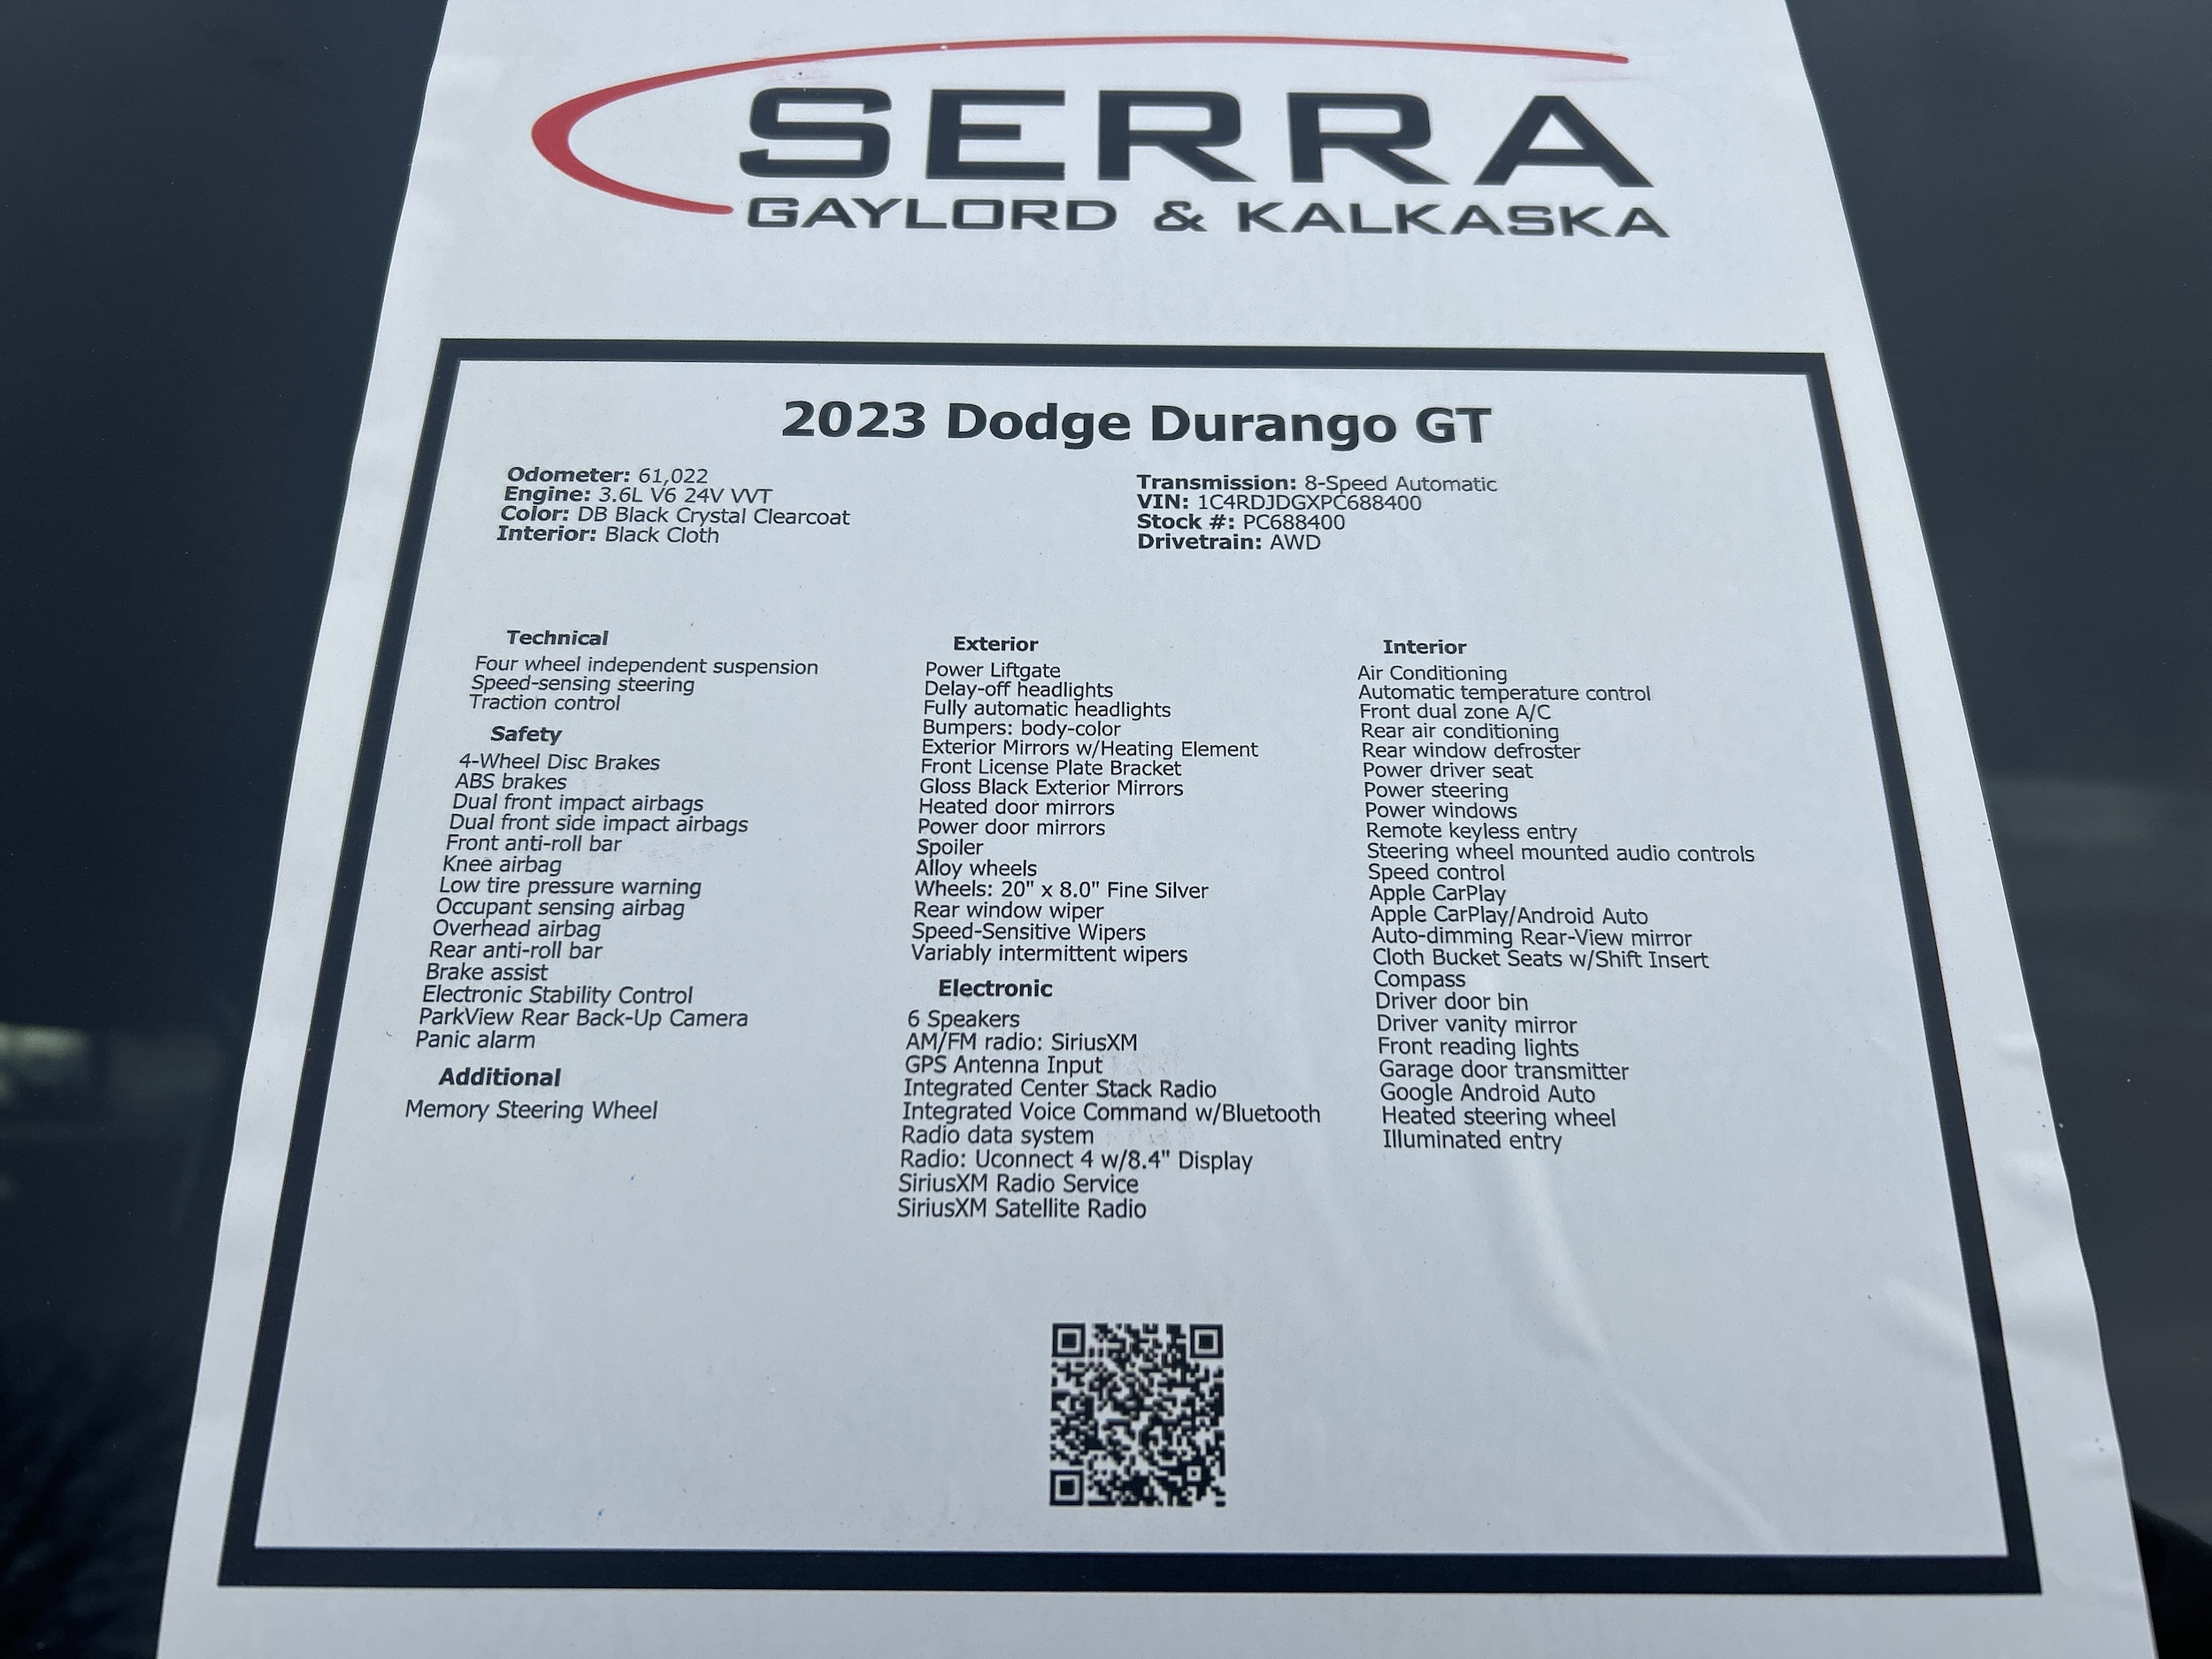 SERRA
GAYLORD & KALKASKA
2023 Dodge Durango GT
Odometer: 61,022
Engine: 3.6L V6 24V VVT
Color: DB Black Crystal Clearcoat
Interior: Black Cloth
Transmission: 8-Speed Automatic
VIN: 1C4RDJDGXPC688400
Stock #: PC688400
Drivetrain: AWD
Technical
Four wheel independent suspension
Speed-sensing steering
Traction control
Safety
4-Wheel Disc Brakes
ABS brakes
Dual front impact airbags
Dual front side impact airbags
Front anti-roll bar
Knee airbag
Low tire pressure warning
Occupant sensing airbag
Overhead airbag
Rear anti-roll bar
Brake assist
Electronic Stability Control
ParkView Rear Back-Up Camera
Panic alarm
Additional
Memory Steering Wheel
Exterior
Power Liftgate
Delay-off headlights
Fully automatic headlights
Bumpers: body-color
Exterior Mirrors w/Heating Element
Front License Plate Bracket
Gloss Black Exterior Mirrors
Heated door mirrors
Power door mirrors
Spoiler
Alloy wheels
Wheels: 20" x 8.0" Fine Silver
Rear window wiper
Speed-Sensitive Wipers
Variably intermittent wipers
Electronic
6 Speakers
AM/FM radio: SiriusXM
GPS Antenna Input
Integrated Center Stack Radio
Integrated Voice Command w/Bluetooth
Radio data system
Radio: Uconnect 4 w/8.4" Display
SiriusXM Radio Service
SiriusXM Satellite Radio
Interior
Air Conditioning
Automatic temperature control
Front dual zone A/C
Rear air conditioning
Rear window defroster
Power driver seat
Power steering
Power windows
Remote keyless entry
Steering wheel mounted audio controls
Speed control
Apple CarPlay
Apple CarPlay/Android Auto
Auto-dimming Rear-View mirror
Cloth Bucket Seats w/Shift Insert
Compass
Driver door bin
Driver vanity mirror
Front reading lights
Garage door transmitter
Google Android Auto
Heated steering wheel
Illuminated entry